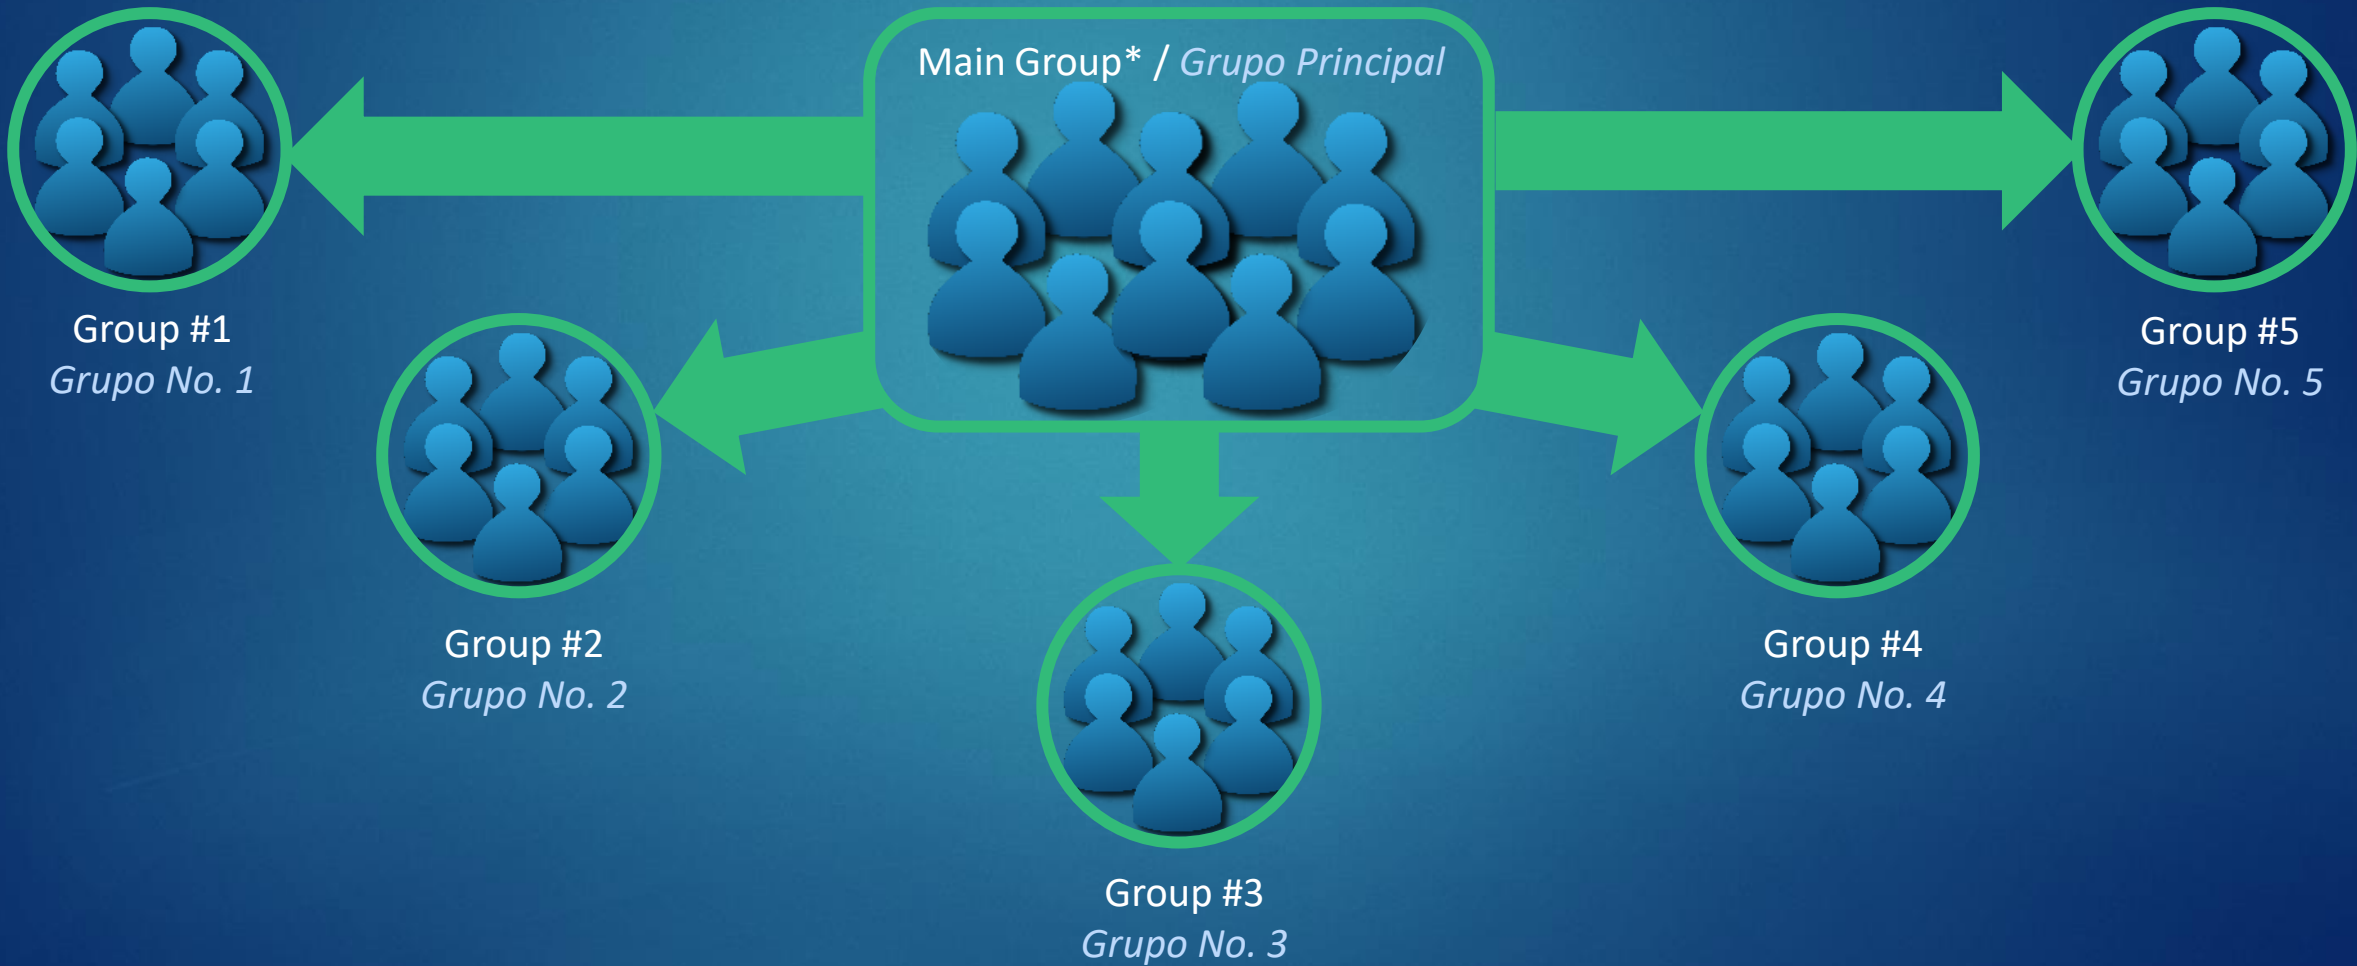 Main Group* / Grupo Principal
Group #1
Grupo No. 1
Group #2
Grupo No. 2
Group #3
Grupo No. 3
Group #4
Grupo No. 4
Group #5
Grupo No. 5